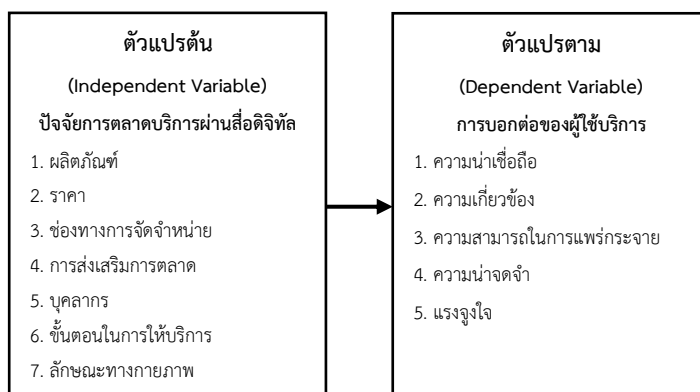 ตัวแปรต้น
(Independent Variable)
ปัจจัยการตลาดบริการผ่านสื่อดิจิทัล
1. ผลิตภัณฑ์
2. ราคา
3. ช่องทางการจัดจำหน่าย
4. การส่งเสริมการตลาด
5. บุคลากร
6. ขั้นตอนในการให้บริการ
7. ลักษณะทางกายภาพ
ตัวแปรตาม
(Dependent Variable)
การบอกต่อของผู้ใช้บริการ
1. ความน่าเชื่อถือ
2. ความเกี่ยวข้อง
3. ความสามารถในการแพร่กระจาย
4. ความน่าจดจำ
5. แรงจูงใจ